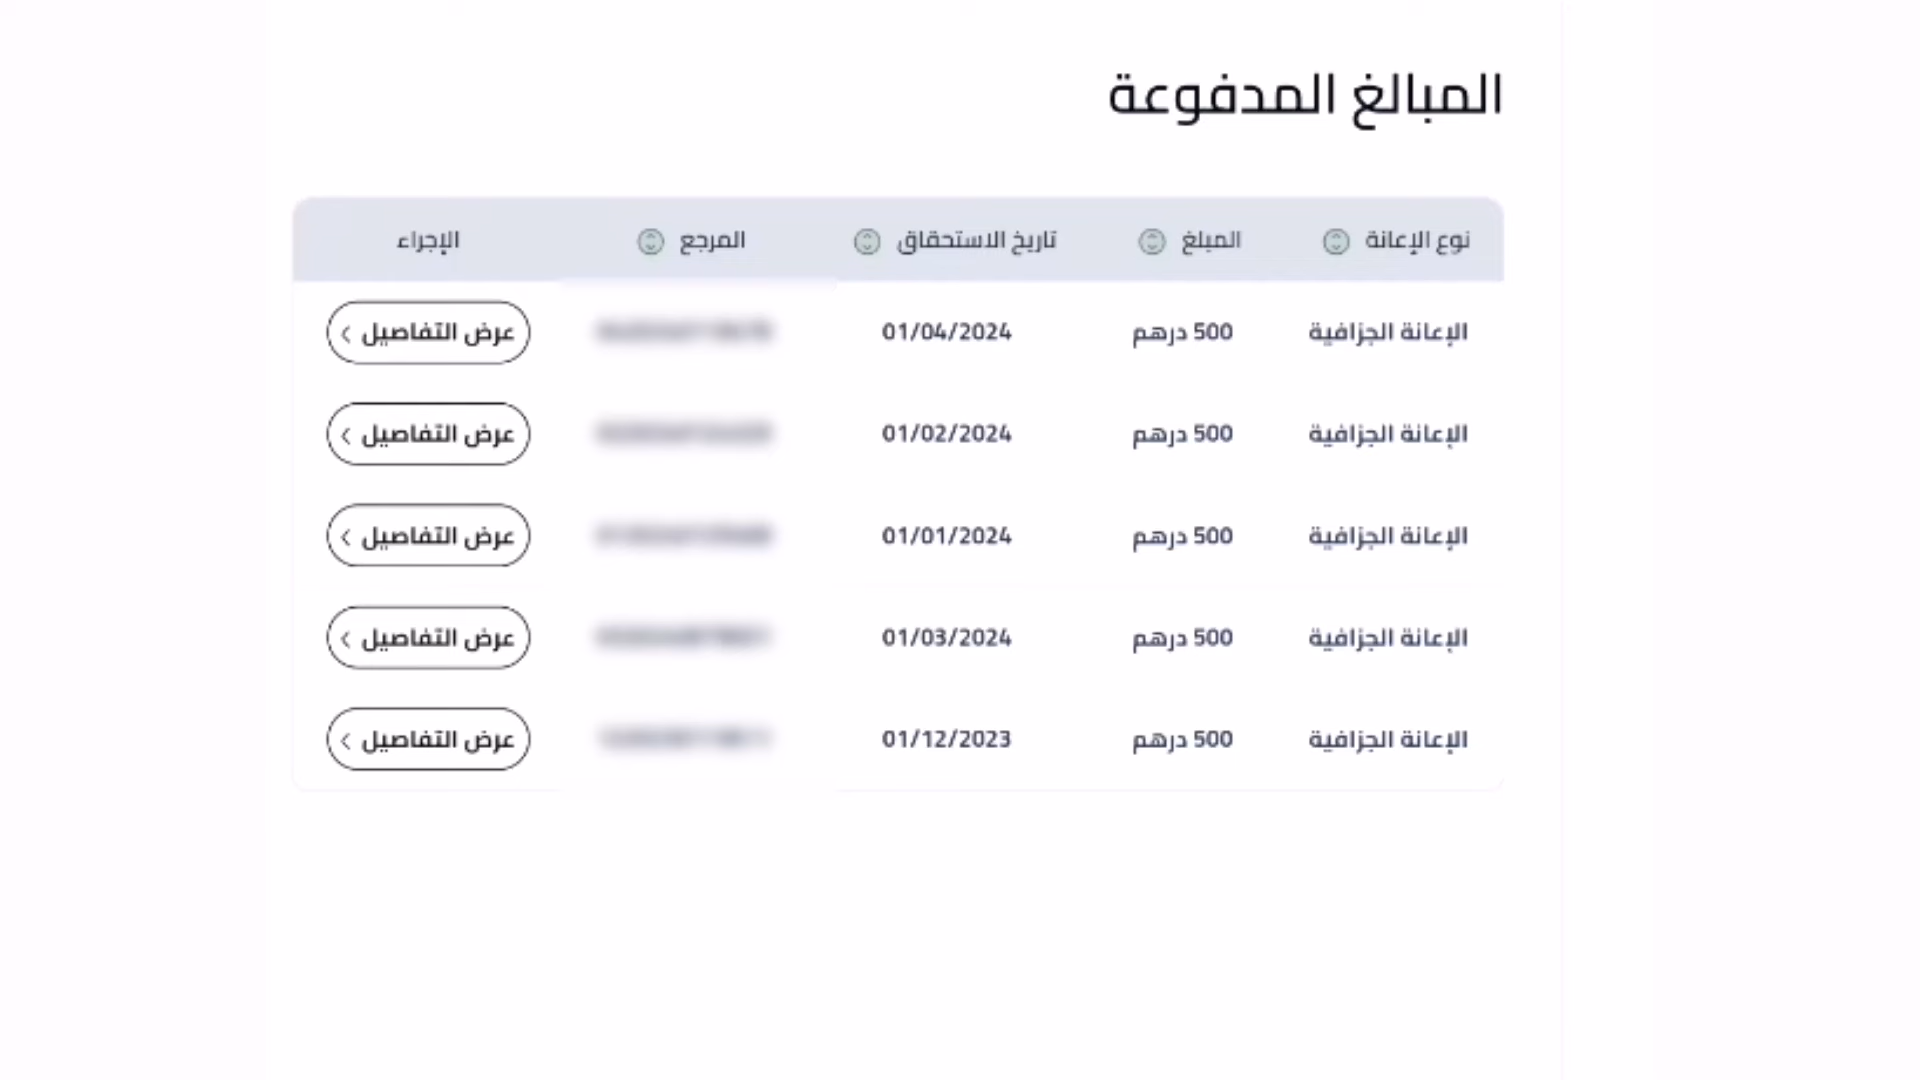 المبالغ المدفوعة
نوع الإعانة المبلغ تاريخ الاستحقاق المرجع الإجراء
الإعانة الجزافية 500 درهم 01/04/2024 عرض التفاصيل
الإعانة الجزافية 500 درهم 01/02/2024 عرض التفاصيل
الإعانة الجزافية 500 درهم 01/01/2024 عرض التفاصيل
الإعانة الجزافية 500 درهم 01/03/2024 عرض التفاصيل
الإعانة الجزافية 500 درهم 01/12/2023 عرض التفاصيل